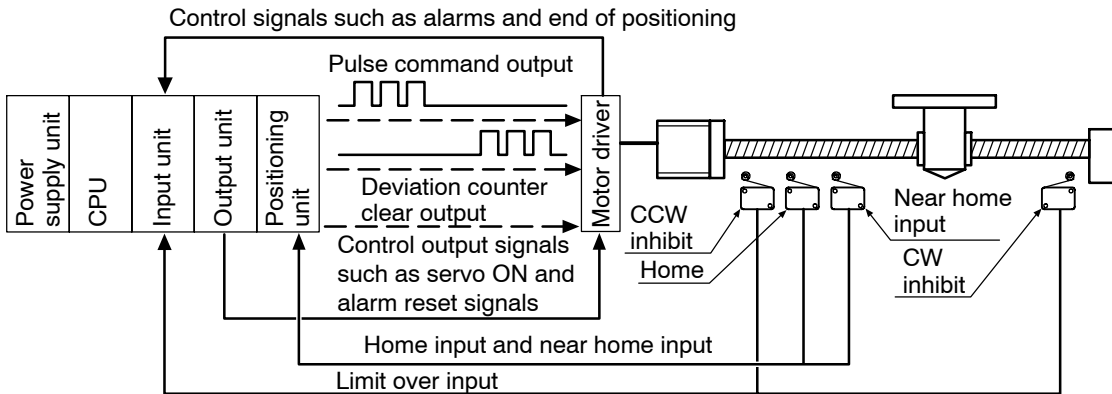 Control signals such as alarms and end of positioning
Pulse command output
Power
supply unit
CPU
Input unit
Output unit
Positioning
unit
Motor driver
Deviation counter
clear output
Control output signals
such as servo ON and
alarm reset signals
CCW
inhibit
Home
Near home
input
CW
inhibit
Home input and near home input
Limit over input